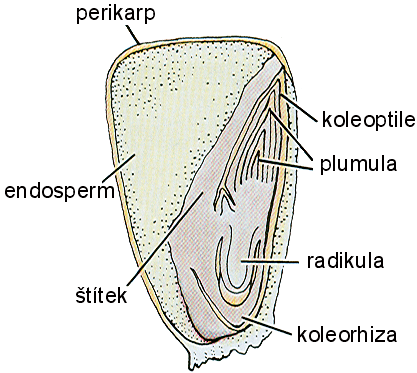 perikarp
koleoptile
plumula
endosperm
radikula
štítek
koleorhiza